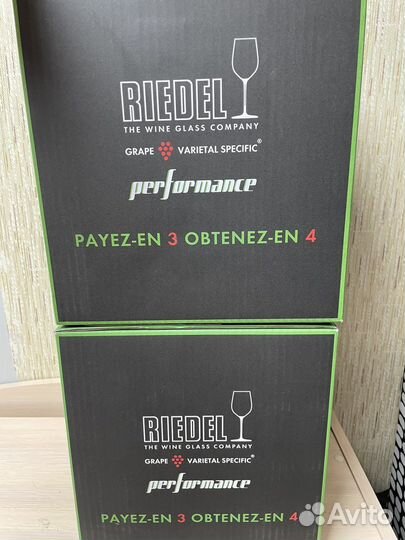 RIEDEL
THE WINE GLASS COMPANY
GRAPE VARIETAL SPECIFIC®
performance
PAYEZ-EN 3 OBTENEZ-EN 4
RIEDEL
THE WINE GLASS COMPANY
GRAPE VARIETAL SPECIFIC®
performance
PAYEZ-EN 3 OBTENEZ-EN 4
Avito